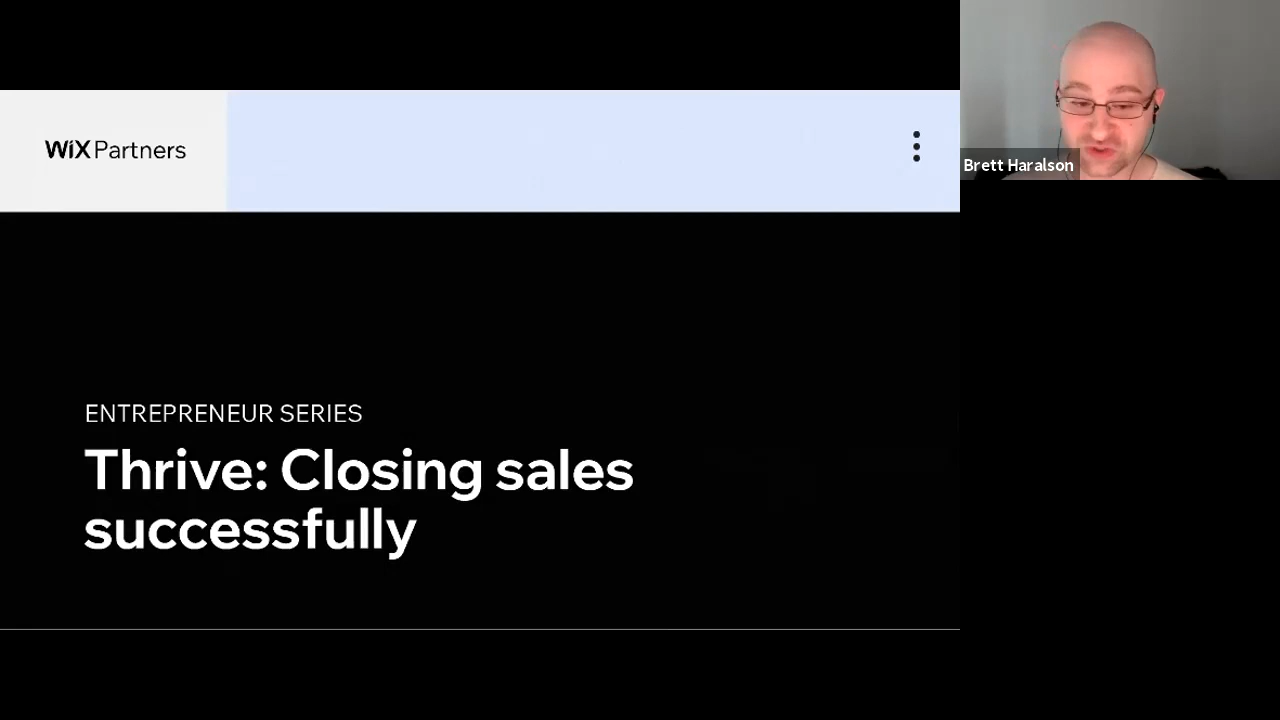 WiX Partners
Brett Haralson
ENTREPRENEUR SERIES
Thrive: Closing sales
successfully